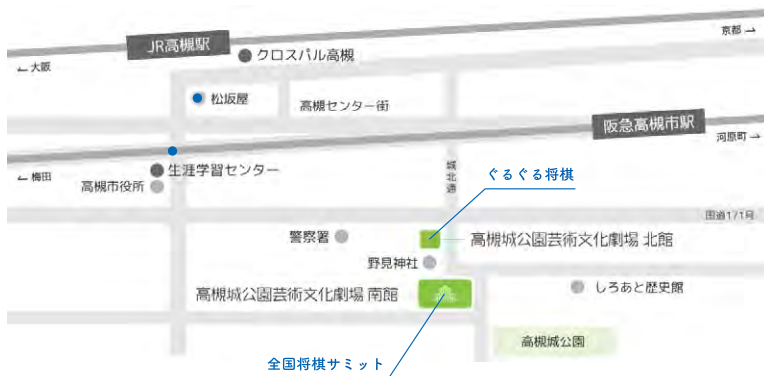 JR高槻駅
京都→
←大阪
クロスパル高槻
松坂屋
高槻センター街
阪急高槻市駅
河原町→
←梅田
生涯学習センター
高槻市役所
城北通
ぐるぐる将棋
国道171号
警察署
高槻城公園芸術文化劇場 北館
野見神社
高槻城公園芸術文化劇場 南館
しろあと歴史館
高槻城公園
全国将棋サミット